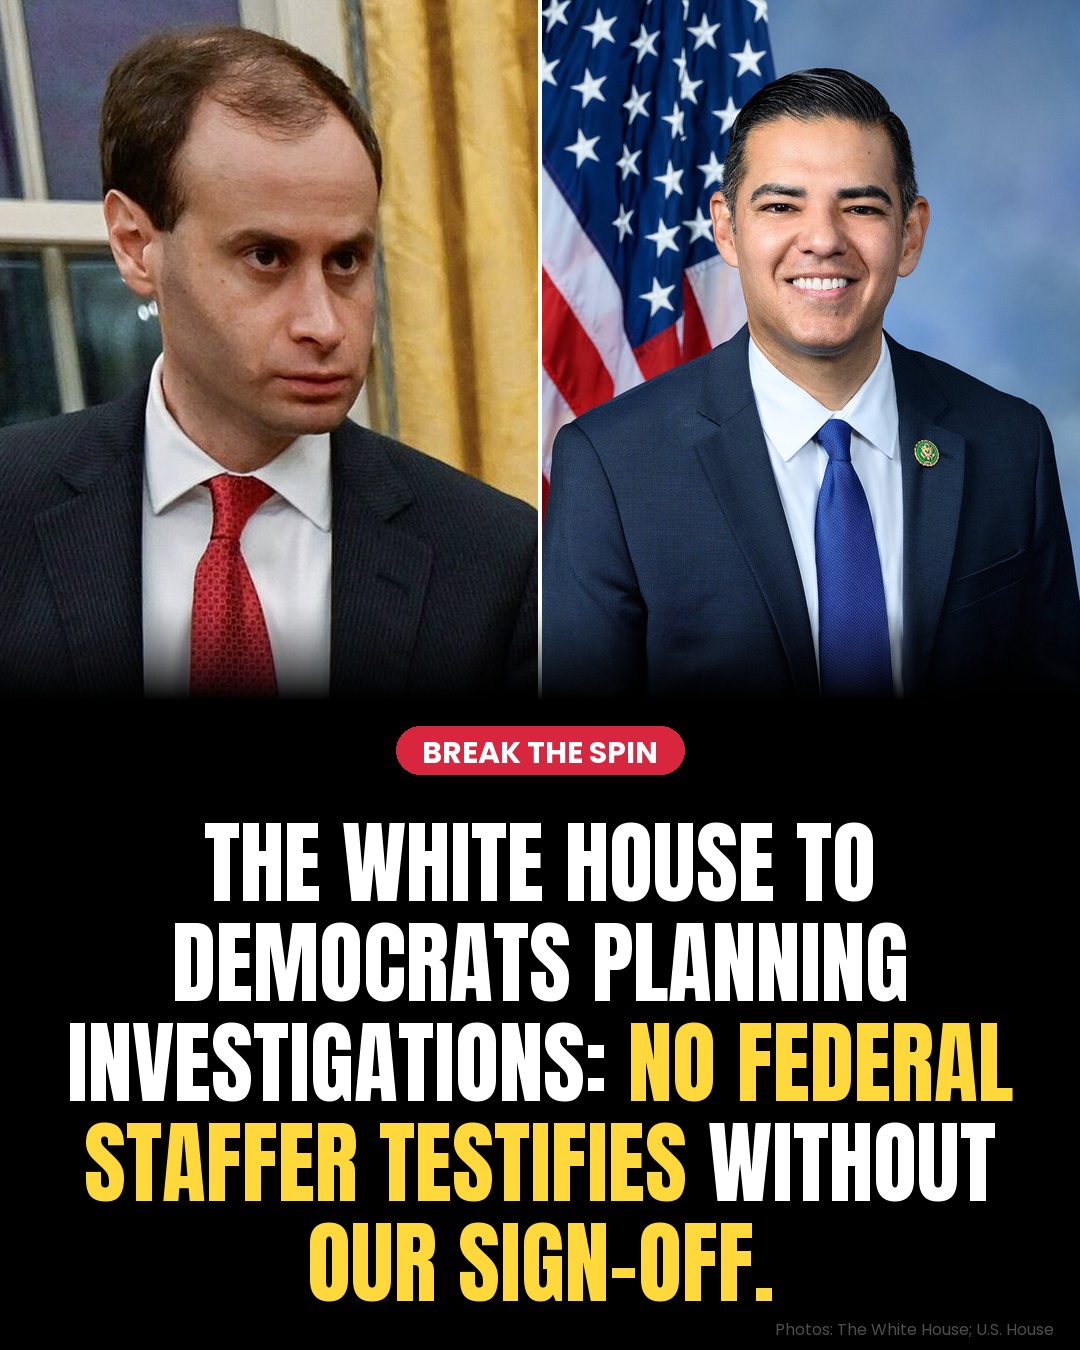 BREAK THE SPIN
THE WHITE HOUSE TO
DEMOCRATS PLANNING
INVESTIGATIONS: NO FEDERAL
STAFFER TESTIFIES WITHOUT
OUR SIGN-OFF.
Photos: The White House; U.S. House